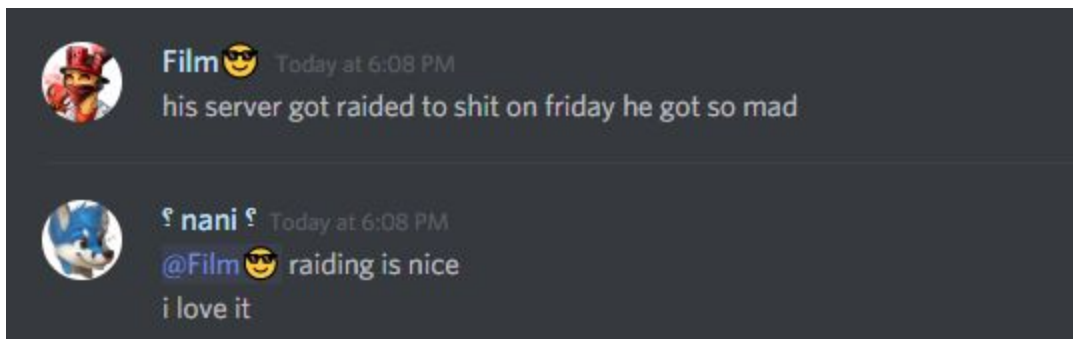 Film😎 Today at 6:08 PM
his server got raided to shit on friday he got so mad
؟ nani ؟ Today at 6:08 PM
@Film😎 raiding is nice
i love it